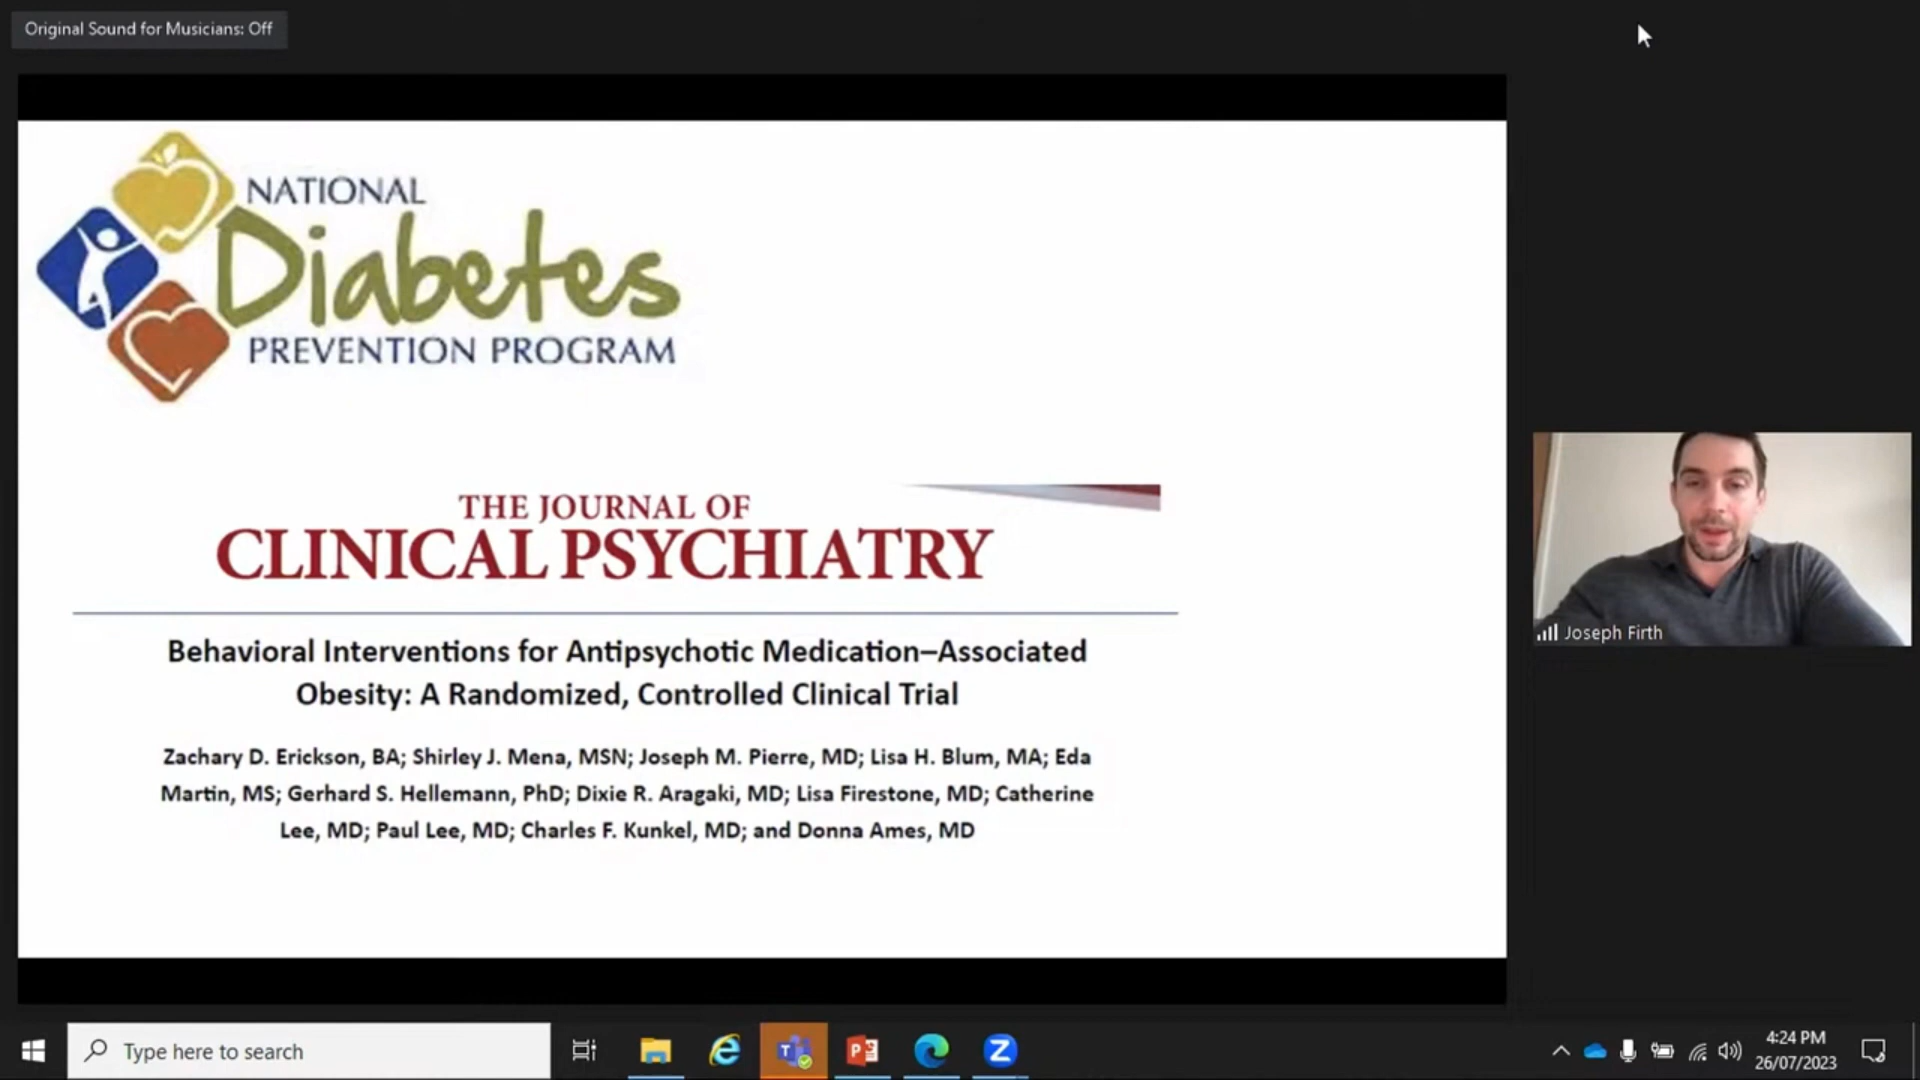 Original Sound for Musicians: Off
NATIONAL
Diabetes
PREVENTION PROGRAM
THE JOURNAL OF
CLINICAL PSYCHIATRY
Behavioral Interventions for Antipsychotic Medication–Associated
Obesity: A Randomized, Controlled Clinical Trial
Zachary D. Erickson, BA; Shirley J. Mena, MSN; Joseph M. Pierre, MD; Lisa H. Blum, MA; Eda
Martin, MS; Gerhard S. Hellemann, PhD; Dixie R. Aragaki, MD; Lisa Firestone, MD; Catherine
Lee, MD; Paul Lee, MD; Charles F. Kunkel, MD; and Donna Ames, MD
Joseph Firth
Type here to search
4:24 PM
26/07/2023